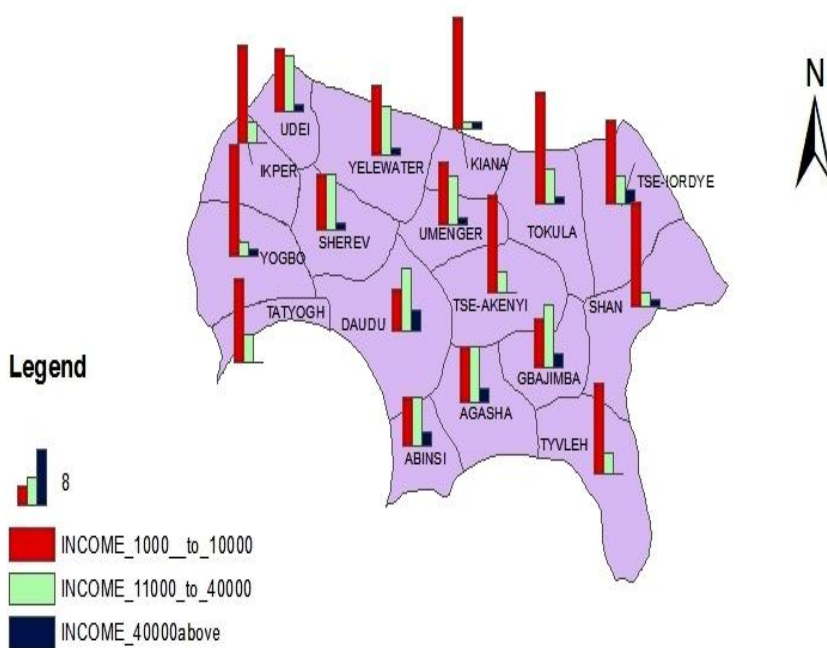 N
UDEI
IKPER
YELEWATER
KIANA
TSE-IORDYE
SHEREV
UMENGER
TOKULA
YOGBO
TATYOGH
DAUDU
TSE-AKENYI
SHAN
GBAJIMBA
AGASHA
ABINSI
TYVLEH
Legend
8
INCOME_1000__to_10000
INCOME_11000_to_40000
INCOME_40000above